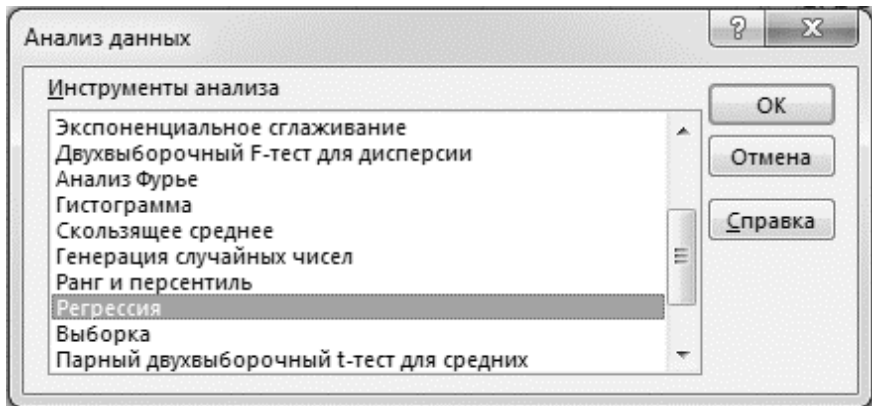 Анализ данных
Инструменты анализа
Экспоненциальное сглаживание
Двухвыборочный F-тест для дисперсии
Анализ Фурье
Гистограмма
Скользящее среднее
Генерация случайных чисел
Ранг и персентиль
Регрессия
Выборка
Парный двухвыборочный t-тест для средних
ОК
Отмена
Справка